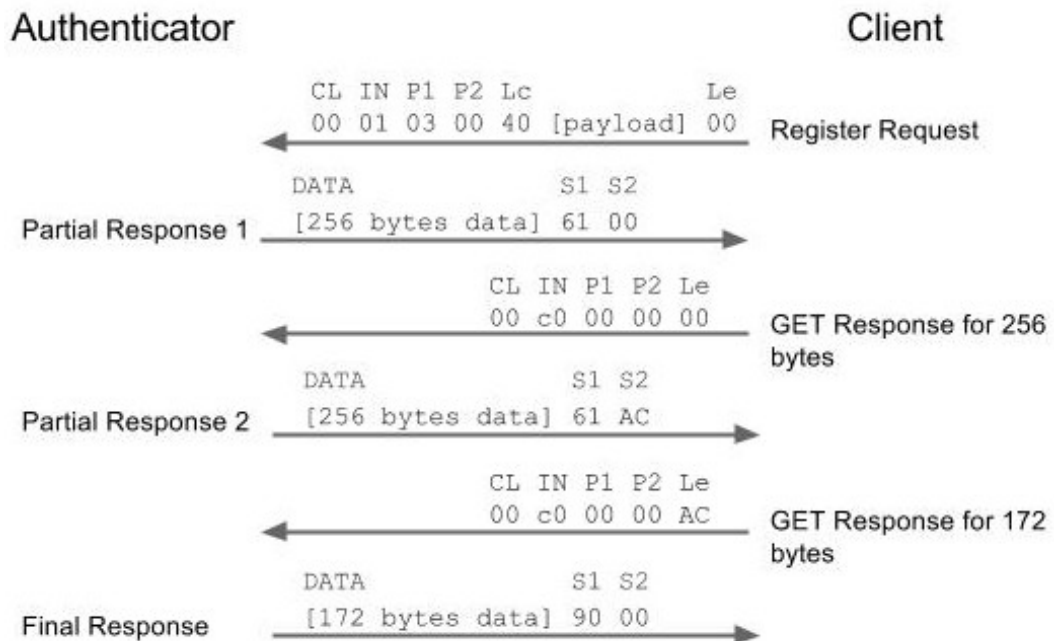 Authenticator Client
CL IN P1 P2 Lc Le
00 01 03 00 40 [payload] 00
Register Request
DATA S1 S2
Partial Response 1
[256 bytes data] 61 00
CL IN P1 P2 Le
00 c0 00 00 00
GET Response for 256
bytes
DATA S1 S2
Partial Response 2
[256 bytes data] 61 AC
CL IN P1 P2 Le
00 c0 00 00 AC
GET Response for 172
bytes
DATA S1 S2
Final Response
[172 bytes data] 90 00